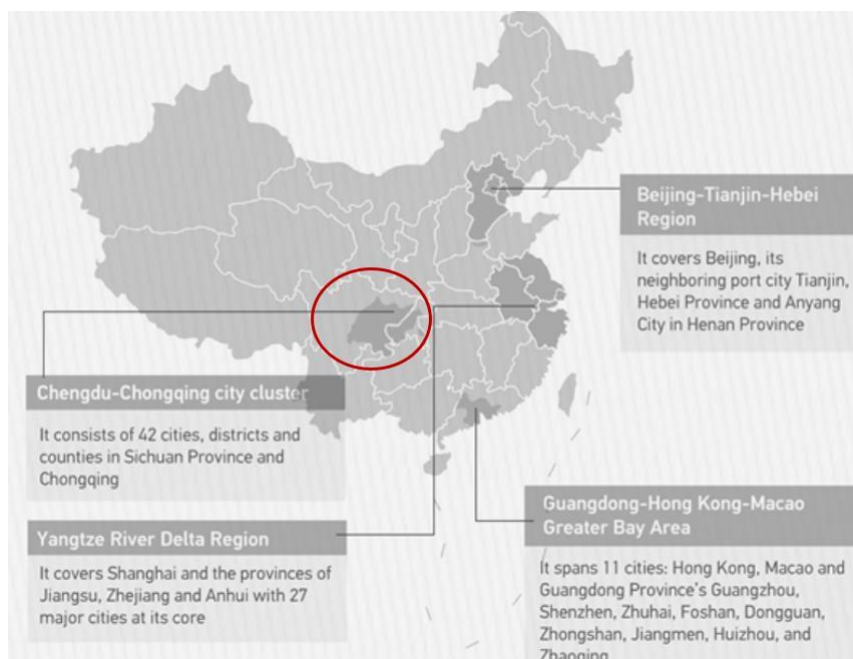 Beijing-Tianjin-Hebei
Region
It covers Beijing, its
neighboring port city Tianjin,
Hebei Province and Anyang
City in Henan Province
Chengdu-Chongqing city cluster
It consists of 42 cities, districts and
counties in Sichuan Province and
Chongqing
Yangtze River Delta Region
It covers Shanghai and the provinces of
Jiangsu, Zhejiang and Anhui with 27
major cities at its core
Guangdong-Hong Kong-Macao
Greater Bay Area
It spans 11 cities: Hong Kong, Macao and
Guangdong Province's Guangzhou,
Shenzhen, Zhuhai, Foshan, Dongguan,
Zhongshan, Jiangmen, Huizhou, and
Zhaoqing